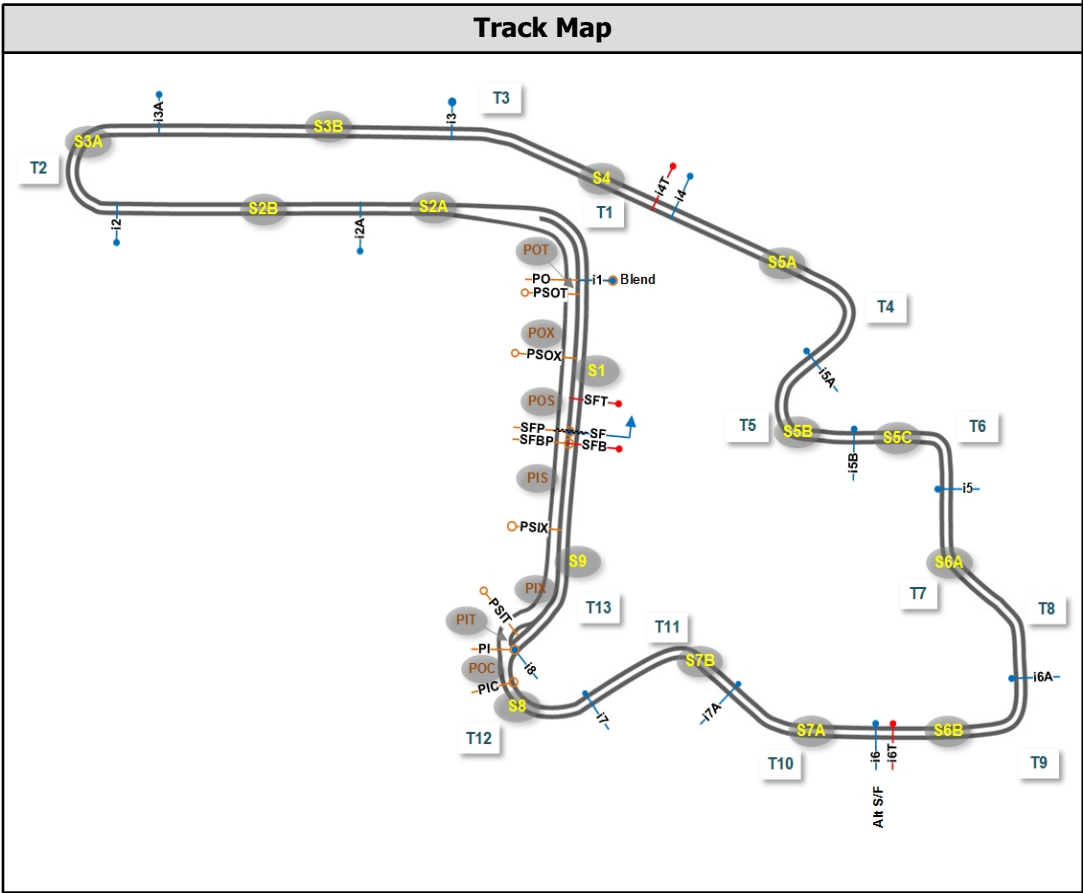 Track Map
i3A
i3
T3
S3A
S3B
T2
S4
i4T
i4
T1
S2B
S2A
i2
i2A
S5A
POT
PO
i1
Blend
PSOT
T4
POX
PSOX
S1
i5A
POS
SFT
SFP
SF
SFBP
SFB
T5
S5B
S5C
T6
i5B
PIS
i5
PSIX
S9
S6A
PIX
PSIT
T13
T7
T8
PIT
T11
PI
i8
POC
S7B
i6A
PIC
S8
i7
i7A
T12
S7A
i6
i6T
S6B
T10
T9
Alt S/F